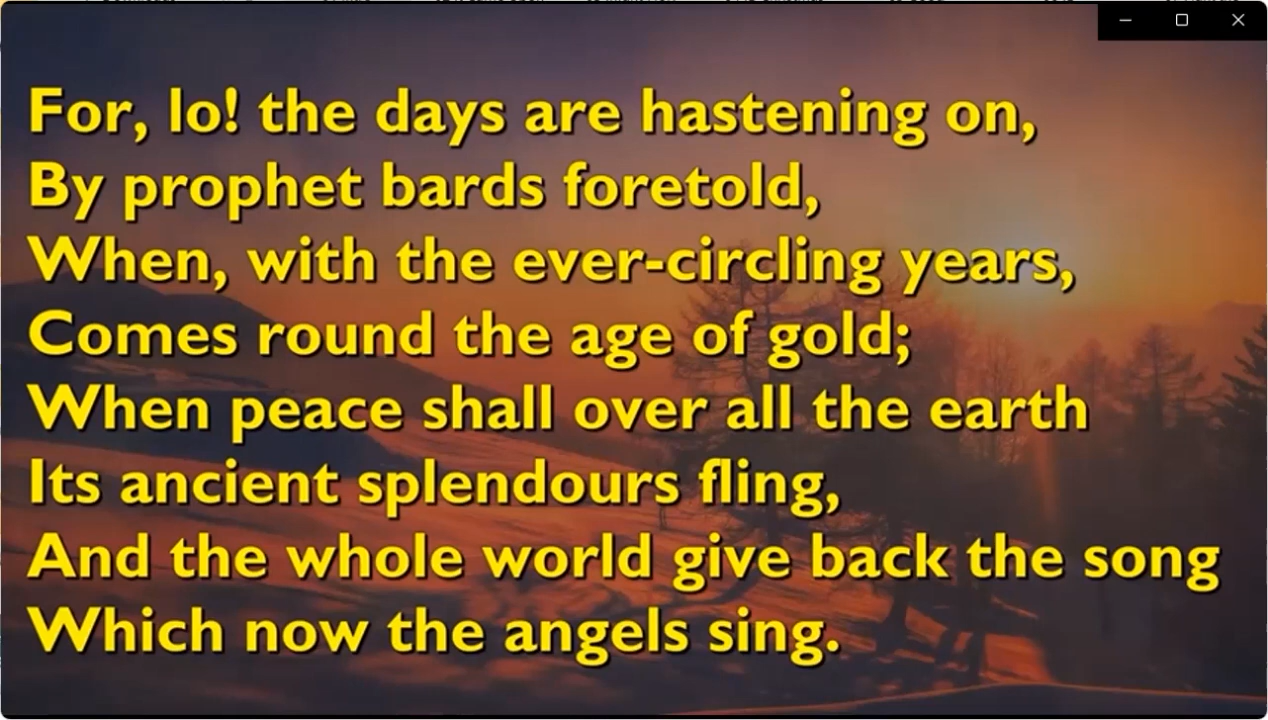 For, lo! the days are hastening on,
By prophet bards foretold,
When, with the ever-circling years,
Comes round the age of gold;
When peace shall over all the earth
Its ancient splendours fling,
And the whole world give back the song
Which now the angels sing.